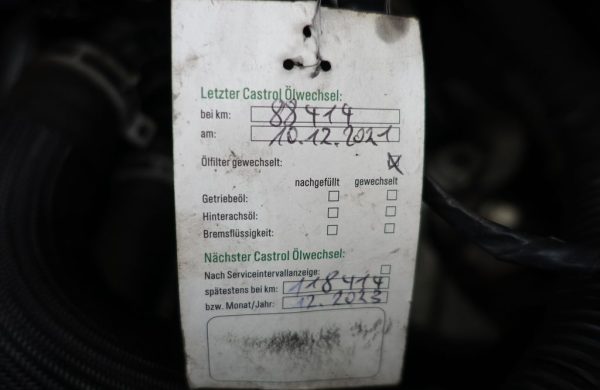 Letzter Castrol Ölwechsel:
bei km: 88414
am: 10.12.2021
Ölfilter gewechselt: ☒
nachgefüllt gewechselt
Getriebeöl: ☐ ☐
Hinterachsöl: ☐ ☐
Bremsflüssigkeit: ☐ ☐
Nächster Castrol Ölwechsel:
Nach Serviceintervallanzeige: ☐
spätestens bei km: 118414
bzw. Monat/Jahr: 12.2023